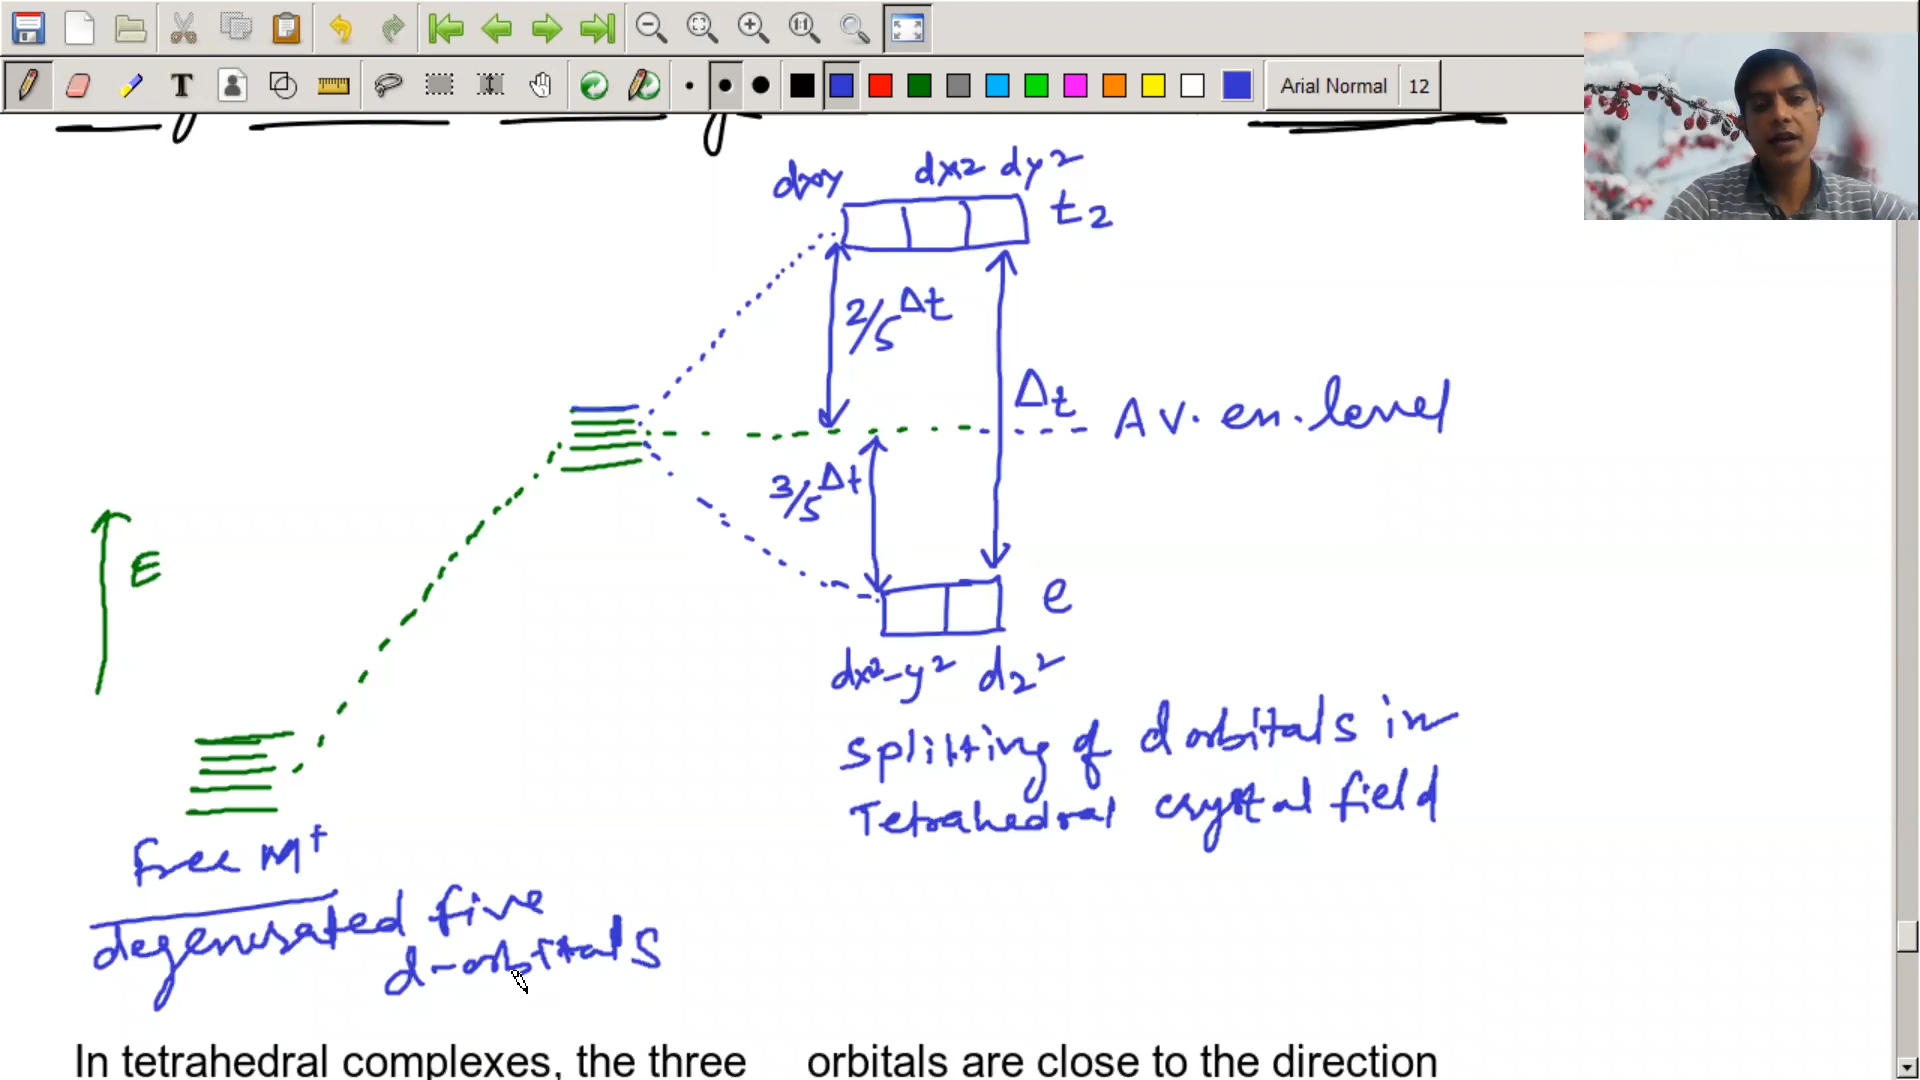 Arial Normal 12
dxy dxz dyz
t2
2/5 Δt
Δt
Av. en. level
3/5 Δt
E
e
dx²-y² dz²
Splitting of d orbitals in
Tetrahedral crystal field
Free M+
degenerated five
d-orbitals
In tetrahedral complexes, the three orbitals are close to the direction